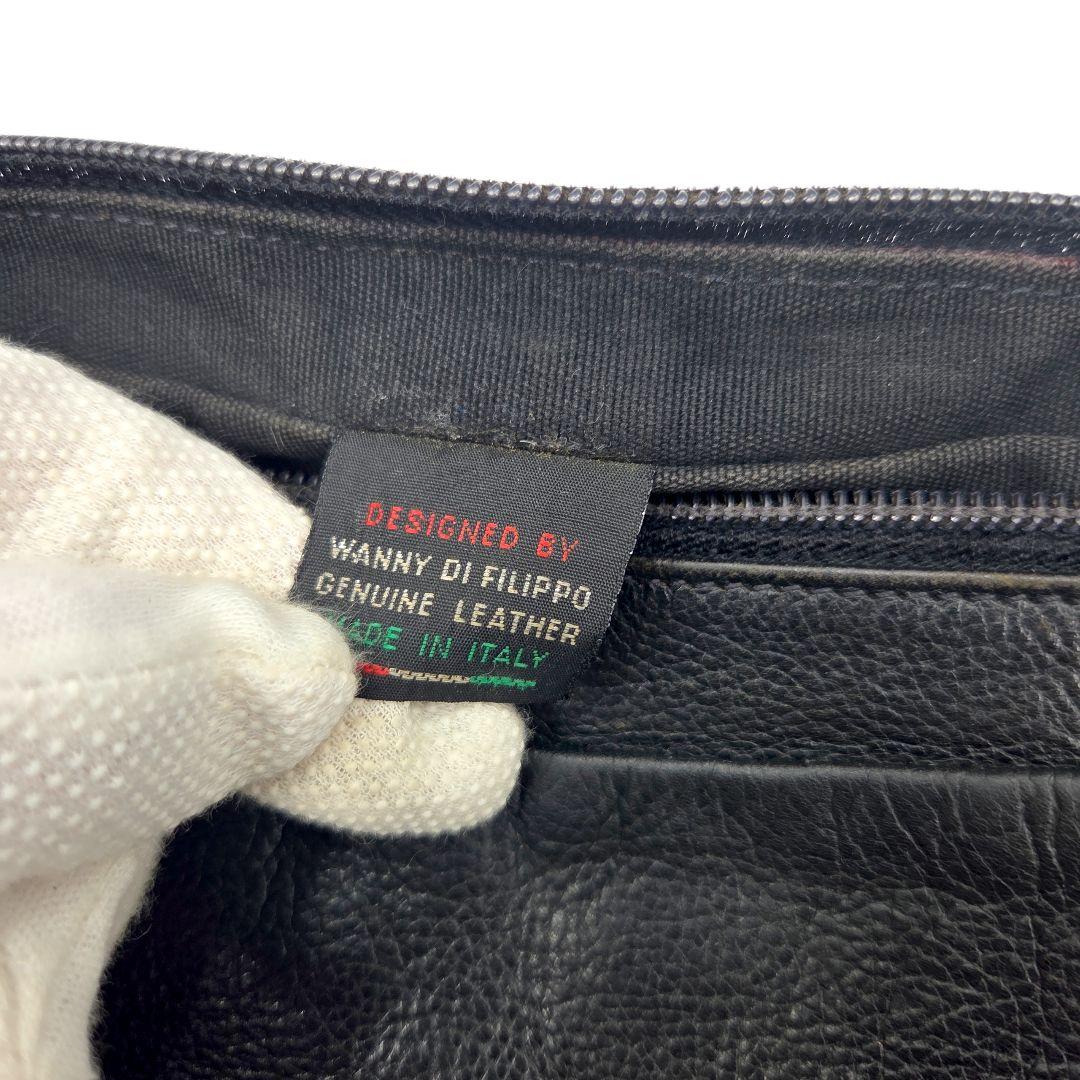 DESIGNED BY
WANNY DI FILIPPO
GENUINE LEATHER
MADE IN ITALY